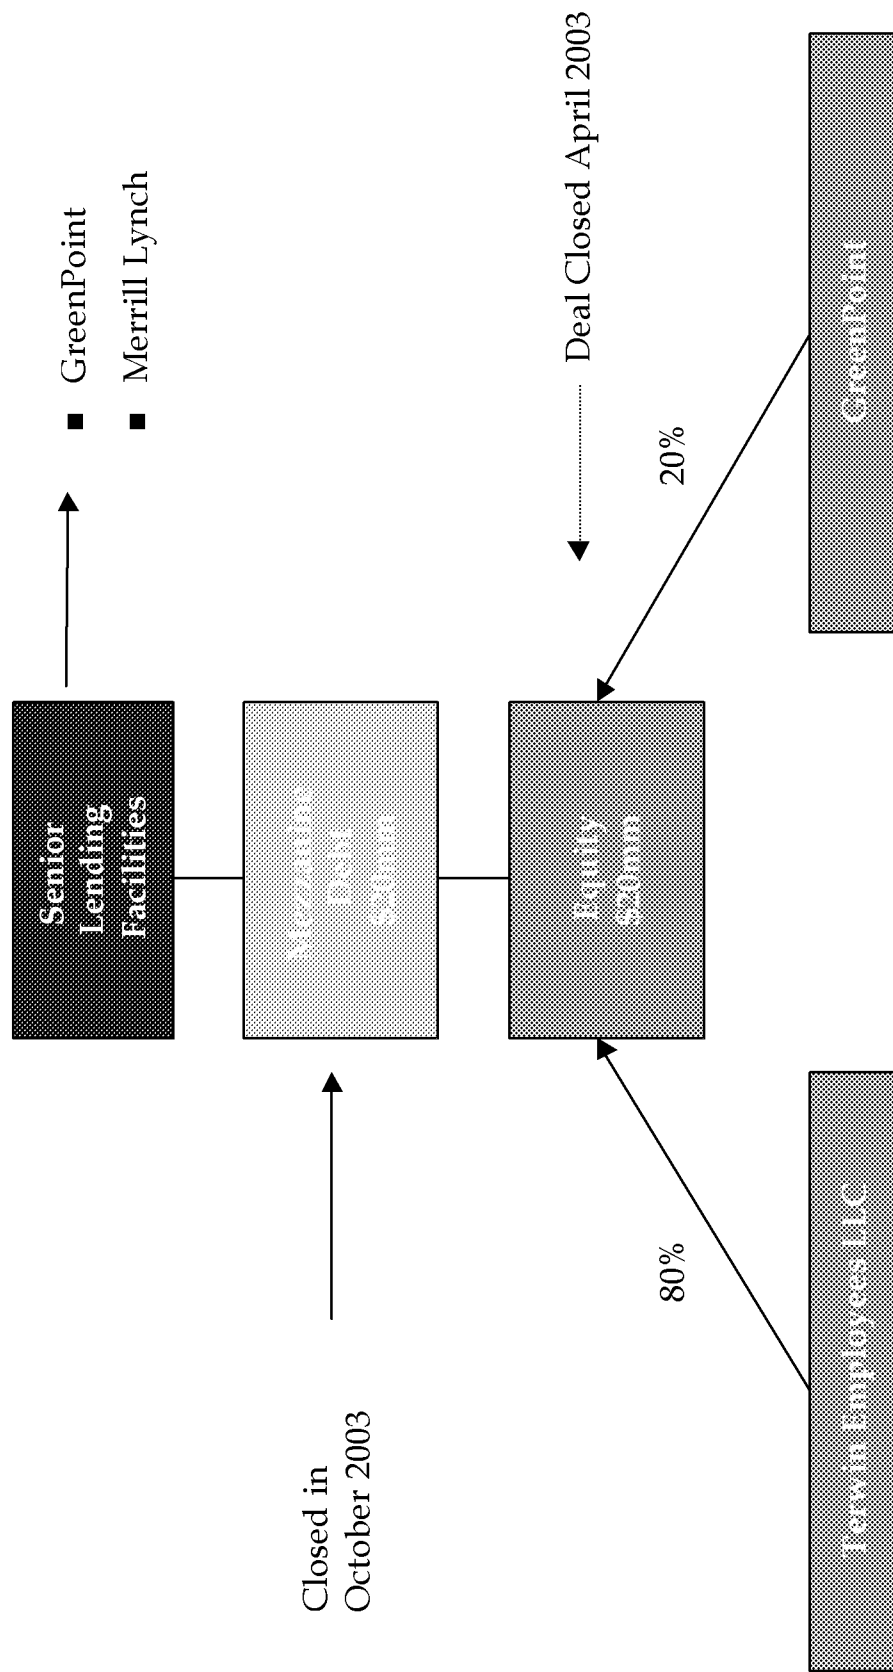 Senior
Lending
Facilities
■ GreenPoint
■ Merrill Lynch
Closed in
October 2003
Mezzanine
Debt
Equity
$20mm
Deal Closed April 2003
80%
20%
Terwin Employees LLC
GreenPoint